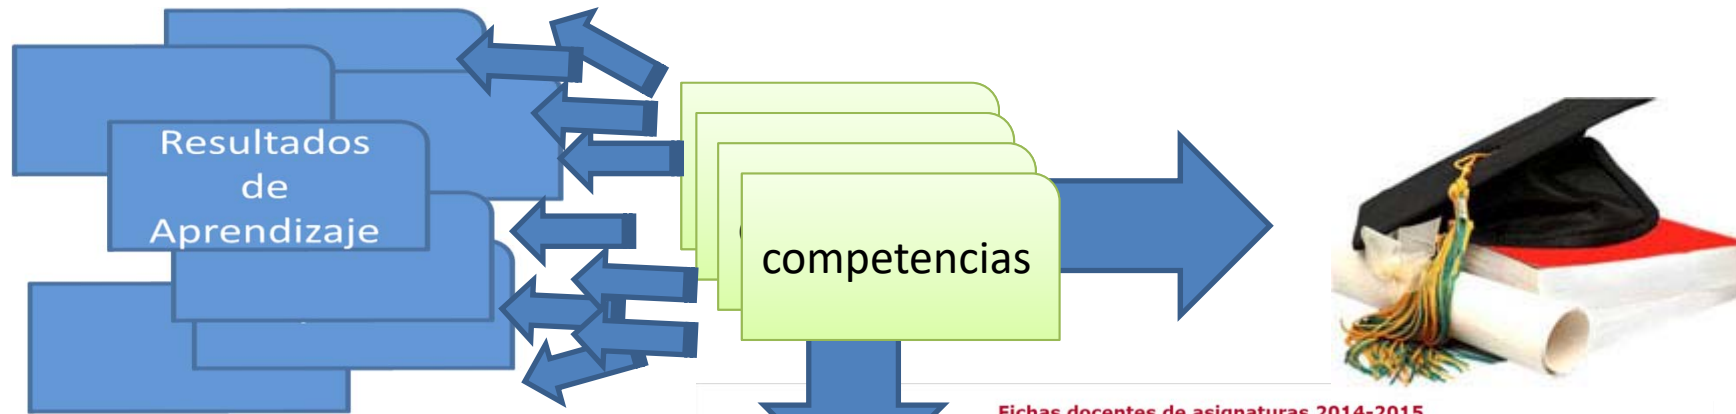 Resultados
de
Aprendizaje
competencias
Fichas docentes de asignaturas 2014-2015